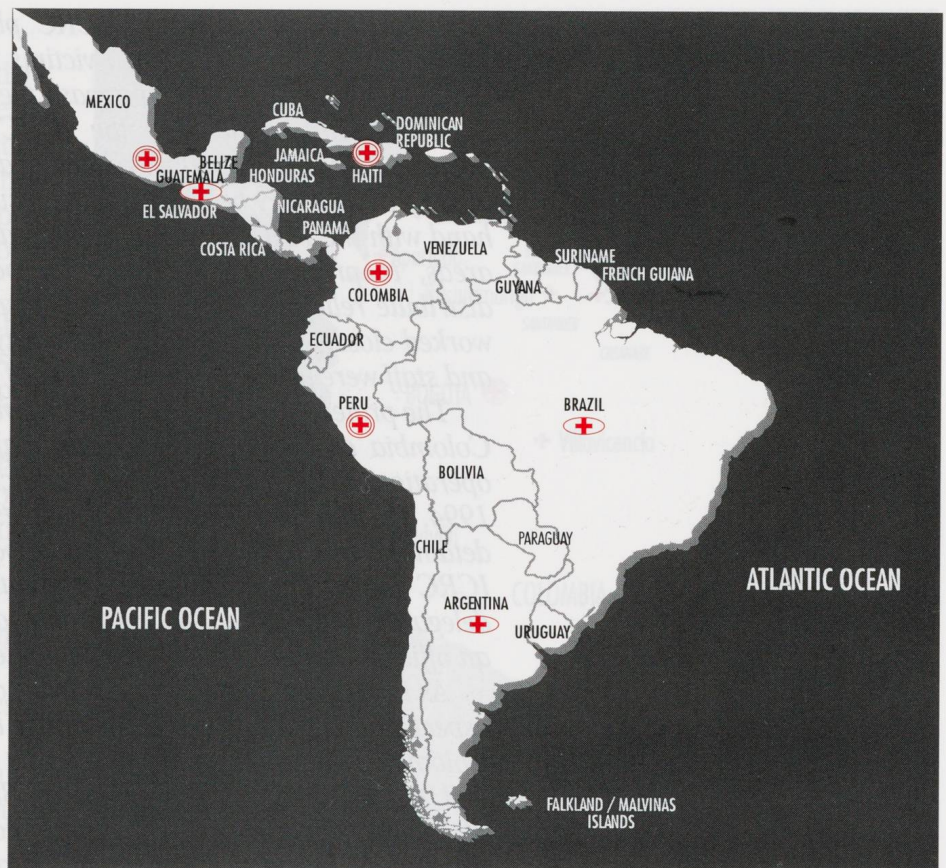 MEXICO
CUBA
DOMINICAN
REPUBLIC
BELIZE
JAMAICA
HAITI
GUATEMALA
HONDURAS
EL SALVADOR
NICARAGUA
PANAMA
COSTA RICA
VENEZUELA
SURINAME
FRENCH GUIANA
GUYANA
COLOMBIA
ECUADOR
PERU
BRAZIL
BOLIVIA
CHILE
PARAGUAY
ATLANTIC OCEAN
ARGENTINA
PACIFIC OCEAN
URUGUAY
FALKLAND / MALVINAS
ISLANDS